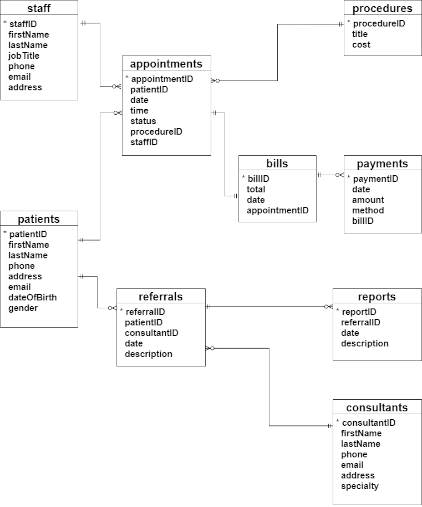 staff
* staffID
firstName
lastName
jobTitle
phone
email
address
procedures
* procedureID
title
cost
appointments
* appointmentID
patientID
date
time
status
procedureID
staffID
bills
* billID
total
date
appointmentID
payments
* paymentID
date
amount
method
billID
patients
* patientID
firstName
lastName
phone
address
email
dateOfBirth
gender
referrals
* referralID
patientID
consultantID
date
description
reports
* reportID
referralID
date
description
consultants
* consultantID
firstName
lastName
phone
email
address
specialty